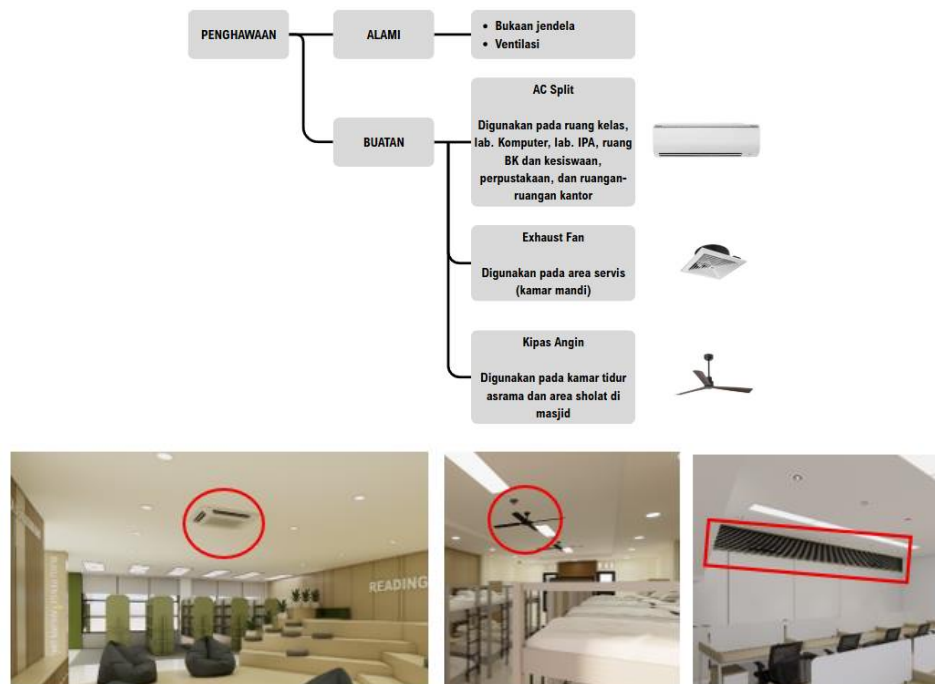 PENGHAWAAN
ALAMI
• Bukaan jendela
• Ventilasi
BUATAN
AC Split
Digunakan pada ruang kelas,
lab. Komputer, lab. IPA, ruang
BK dan kesiswaan,
perpustakaan, dan ruangan-
ruangan kantor
Exhaust Fan
Digunakan pada area servis
(kamar mandi)
Kipas Angin
Digunakan pada kamar tidur
asrama dan area sholat di
masjid
READING